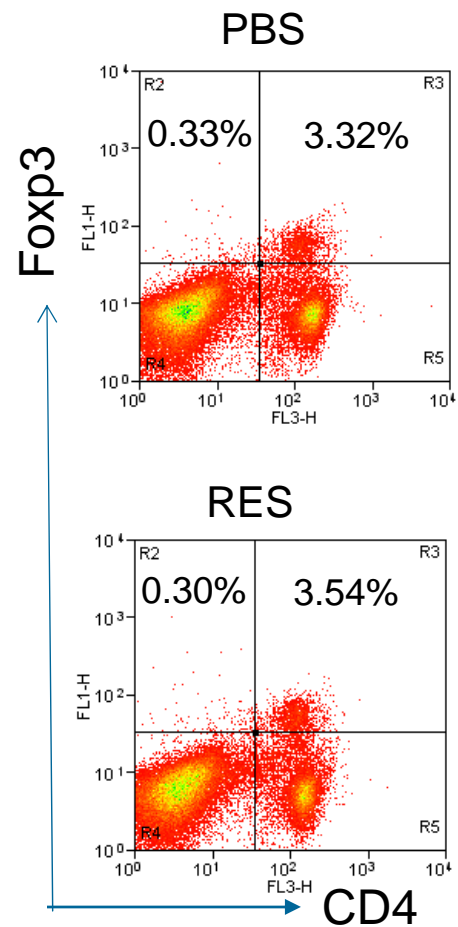 PBS
10⁴
R2
R3
0.33%
3.32%
10³
Foxp3
FL1-H
10²
10¹
R4
R5
10⁰
10⁰
10¹
10²
10³
10⁴
FL3-H
RES
10⁴
R2
R3
0.30%
3.54%
10³
FL1-H
10²
10¹
R4
R5
10⁰
10⁰
10¹
10²
10³
10⁴
FL3-H
CD4